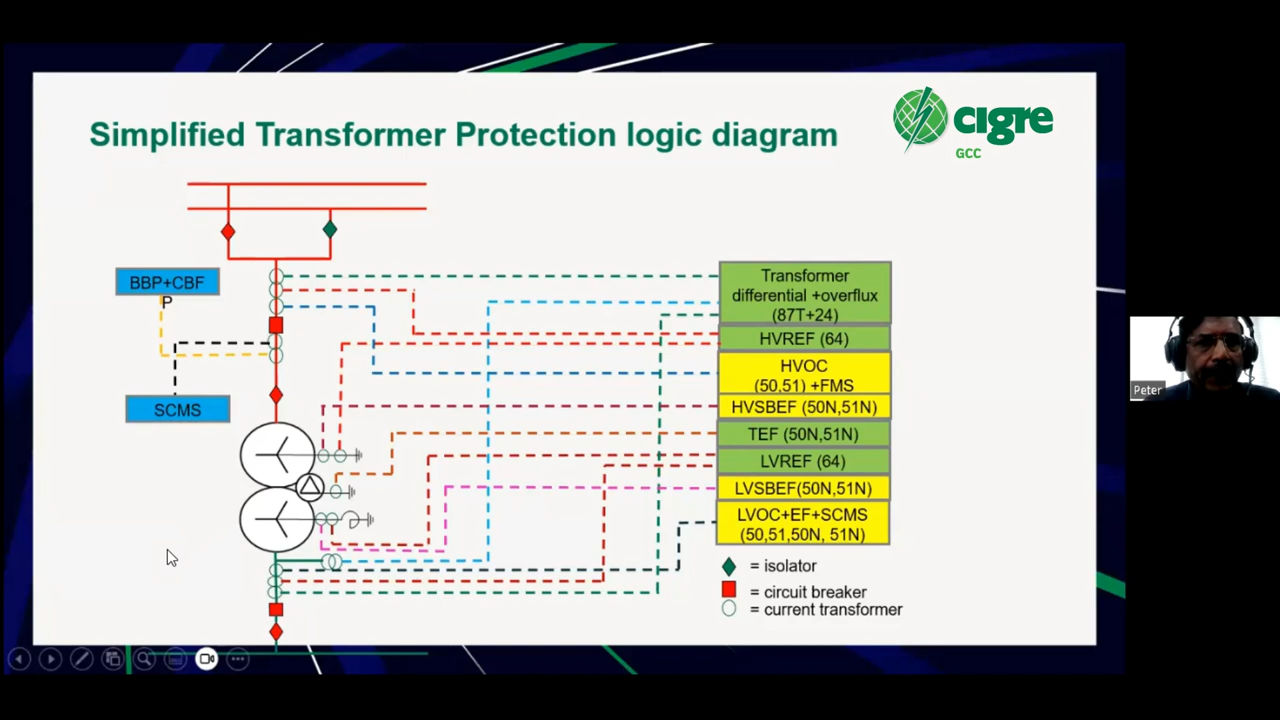 Simplified Transformer Protection logic diagram
cigre
GCC
BBP+CBF
P
SCMS
Transformer
differential +overflux
(87T+24)
HVREF (64)
HVOC
(50,51) +FMS
HVSBEF (50N,51N)
TEF (50N,51N)
LVREF (64)
LVSBEF(50N,51N)
LVOC+EF+SCMS
(50,51,50N, 51N)
= isolator
= circuit breaker
= current transformer
Peter